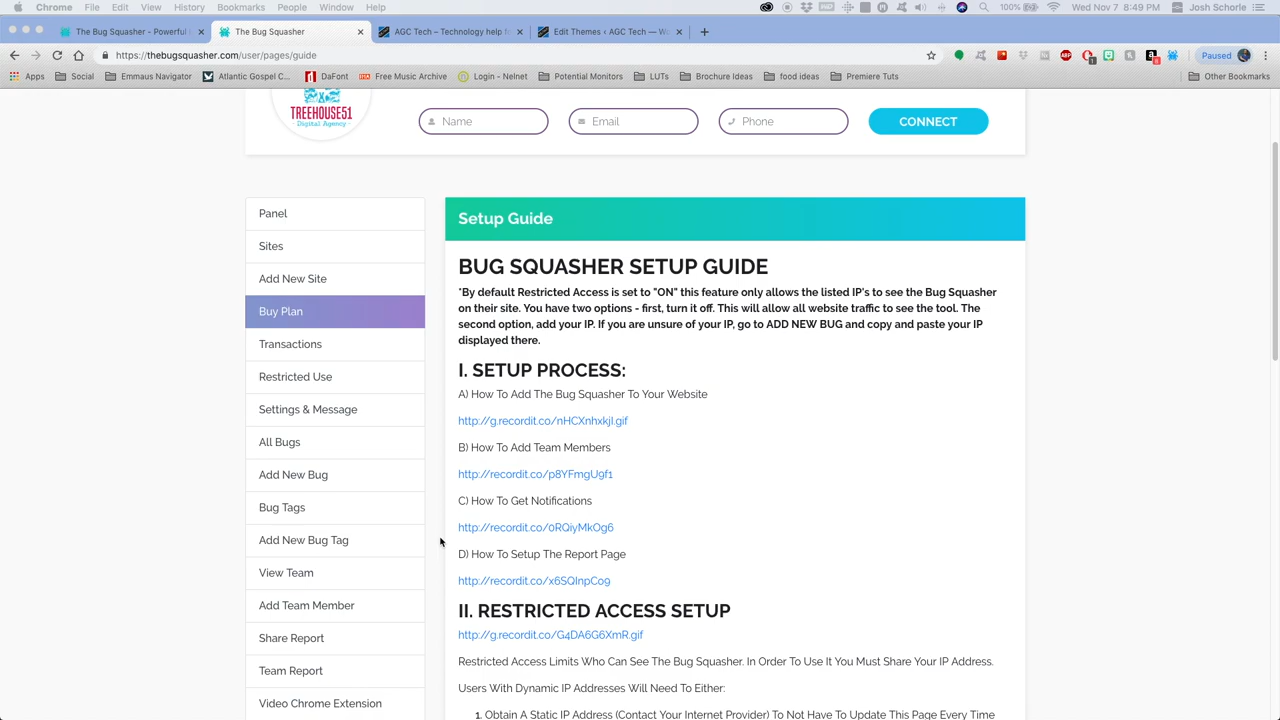 Chrome File Edit View History Bookmarks People Window Help 100% Wed Nov 7 8:49 PM Josh Schorle
The Bug Squasher - Powerful The Bug Squasher AGC Tech – Technology help f Edit Themes ‹ AGC Tech — W
https://thebugsquasher.com/user/pages/guide Paused
Apps Social Emmaus Navigator Atlantic Gospel C... DaFont Free Music Archive Login - Nelnet Potential Monitors LUTs Brochure Ideas food ideas Premiere Tuts Other Bookmarks
TREEHOUSE51
Digital Agency
Name Email Phone CONNECT
Panel
Sites
Add New Site
Buy Plan
Transactions
Restricted Use
Settings & Message
All Bugs
Add New Bug
Bug Tags
Add New Bug Tag
View Team
Add Team Member
Share Report
Team Report
Video Chrome Extension
Setup Guide
BUG SQUASHER SETUP GUIDE
*By default Restricted Access is set to "ON" this feature only allows the listed IP's to see the Bug Squasher
on their site. You have two options - first, turn it off. This will allow all website traffic to see the tool. The
second option, add your IP. If you are unsure of your IP, go to ADD NEW BUG and copy and paste your IP
displayed there.
I. SETUP PROCESS:
A) How To Add The Bug Squasher To Your Website
http://g.recordit.co/nHCXnhxkjI.gif
B) How To Add Team Members
http://recordit.co/p8YFmgU9f1
C) How To Get Notifications
http://recordit.co/0RQiyMkOg6
D) How To Setup The Report Page
http://recordit.co/x6SQInpCo9
II. RESTRICTED ACCESS SETUP
http://g.recordit.co/G4DA6G6XmR.gif
Restricted Access Limits Who Can See The Bug Squasher. In Order To Use It You Must Share Your IP Address.
Users With Dynamic IP Addresses Will Need To Either:
1. Obtain A Static IP Address (Contact Your Internet Provider) To Not Have To Update This Page Every Time